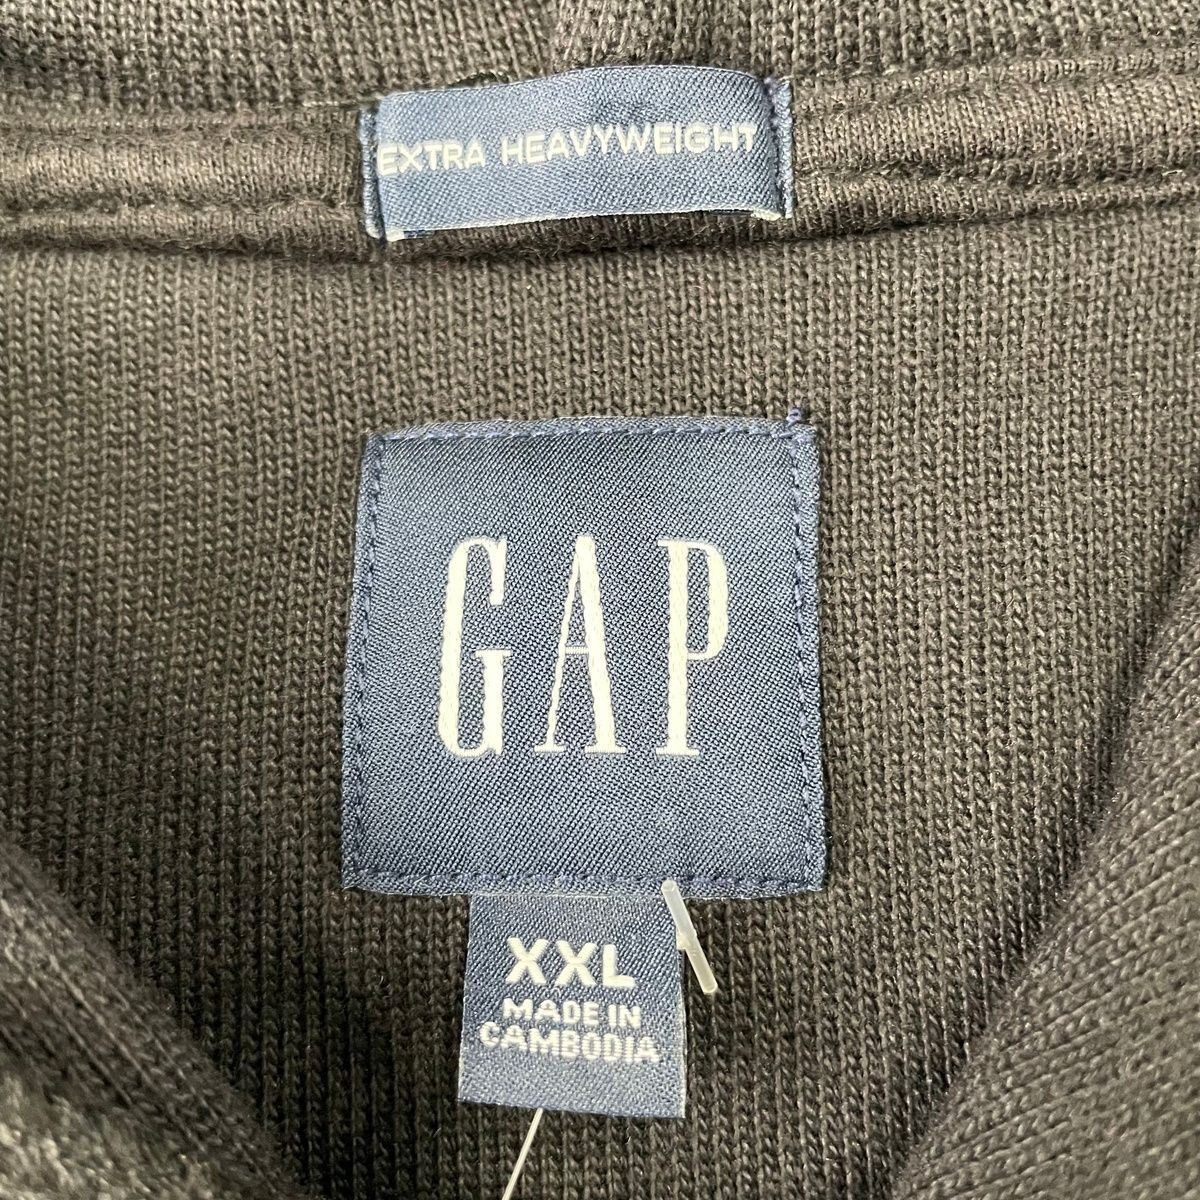 EXTRA HEAVYWEIGHT
GAP
XXL
MADE IN
CAMBODIA